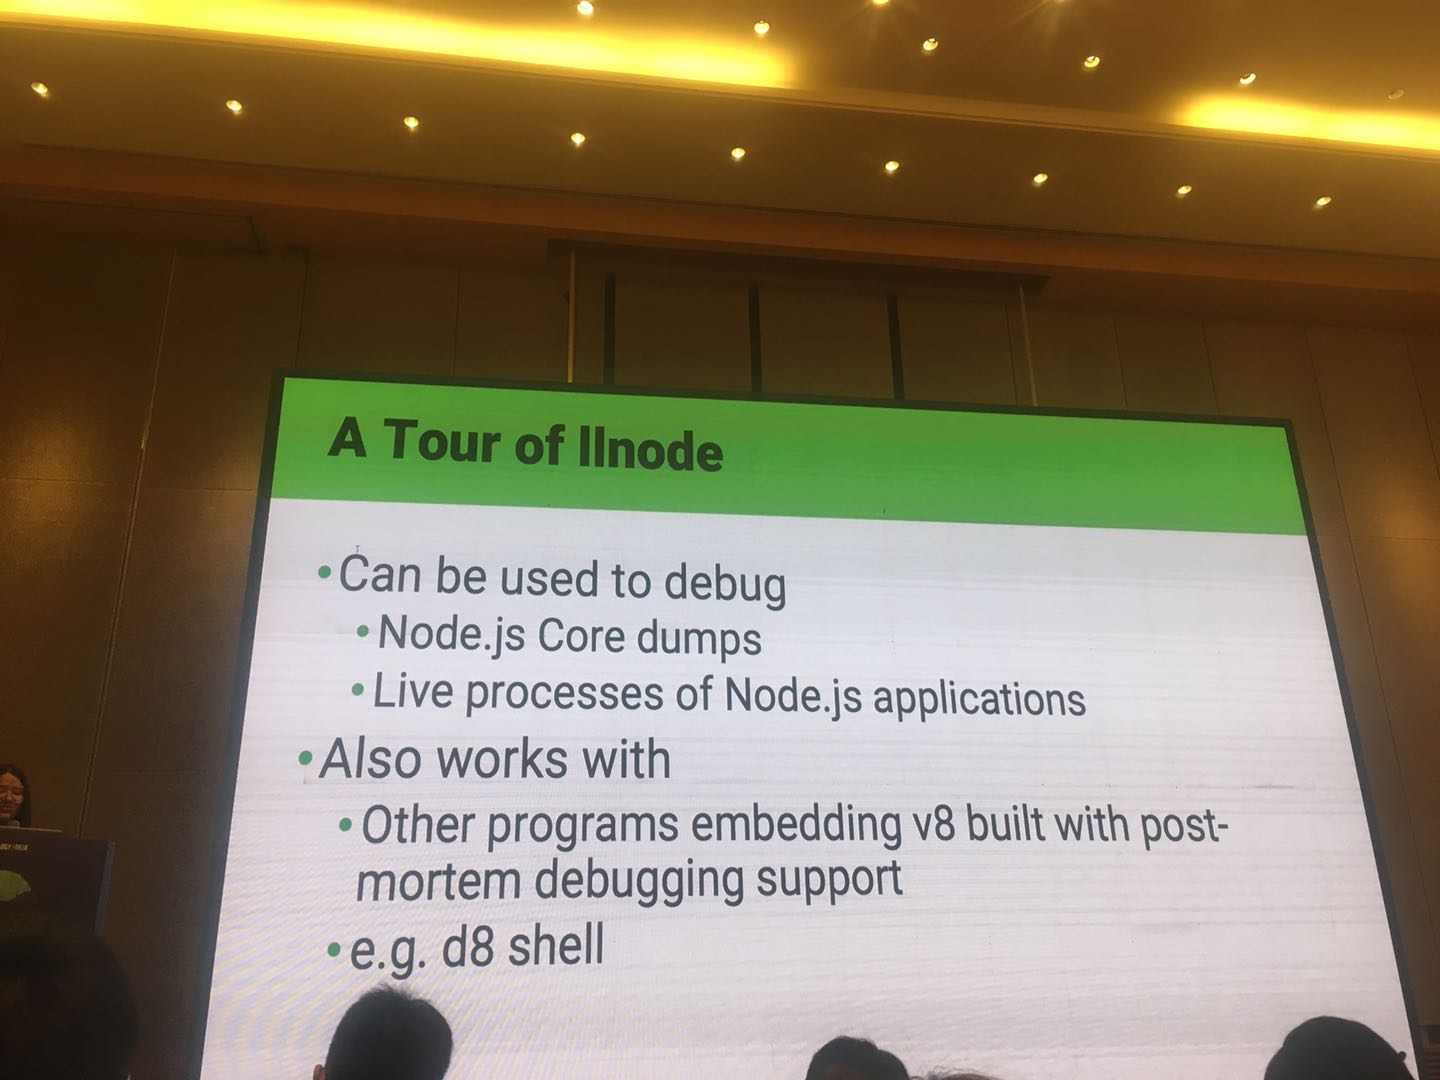 A Tour of llnode
•Can be used to debug
•Node.js Core dumps
•Live processes of Node.js applications
•Also works with
•Other programs embedding v8 built with post-
mortem debugging support
•e.g. d8 shell